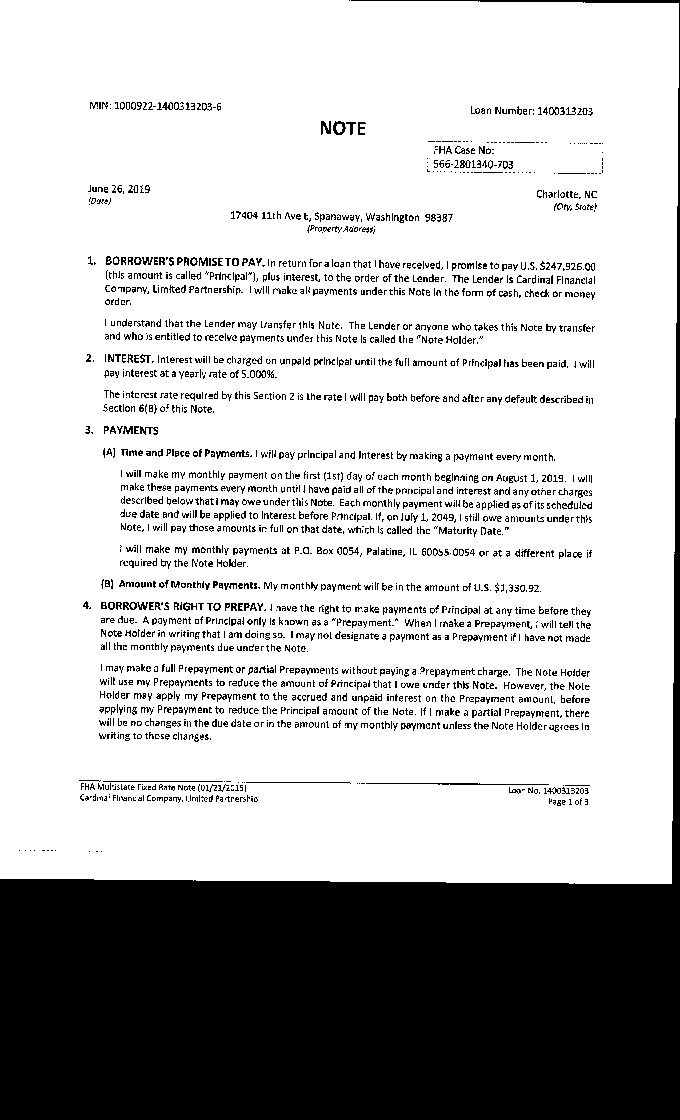 MIN: 1000922-1400313203-6
Loan Number: 1400313203
NOTE
FHA Case No:
566-2801340-703
June 26, 2019
(Date)
Charlotte, NC
(City, State)
17404 11th Ave E, Spanaway, Washington 98387
(Property Address)
1. BORROWER'S PROMISE TO PAY. In return for a loan that I have received, I promise to pay U.S. $247,926.00
(this amount is called "Principal"), plus interest, to the order of the Lender. The Lender is Cardinal Financial
Company, Limited Partnership. I will make all payments under this Note in the form of cash, check or money
order.
I understand that the Lender may transfer this Note. The Lender or anyone who takes this Note by transfer
and who is entitled to receive payments under this Note is called the "Note Holder."
2. INTEREST. Interest will be charged on unpaid principal until the full amount of Principal has been paid. I will
pay interest at a yearly rate of 5.000%.
The interest rate required by this Section 2 is the rate I will pay both before and after any default described in
Section 6(B) of this Note.
3. PAYMENTS
(A) Time and Place of Payments. I will pay principal and interest by making a payment every month.
I will make my monthly payment on the first (1st) day of each month beginning on August 1, 2019. I will
make these payments every month until I have paid all of the principal and interest and any other charges
described below that I may owe under this Note. Each monthly payment will be applied as of its scheduled
due date and will be applied to interest before Principal. If, on July 1, 2049, I still owe amounts under this
Note, I will pay those amounts in full on that date, which is called the "Maturity Date."
I will make my monthly payments at P.O. Box 0054, Palatine, IL 60055-0054 or at a different place if
required by the Note Holder.
(B) Amount of Monthly Payments. My monthly payment will be in the amount of U.S. $1,330.92.
4. BORROWER'S RIGHT TO PREPAY. I have the right to make payments of Principal at any time before they
are due. A payment of Principal only is known as a "Prepayment." When I make a Prepayment, I will tell the
Note Holder in writing that I am doing so. I may not designate a payment as a Prepayment if I have not made
all the monthly payments due under the Note.
I may make a full Prepayment or partial Prepayments without paying a Prepayment charge. The Note Holder
will use my Prepayments to reduce the amount of Principal that I owe under this Note. However, the Note
Holder may apply my Prepayment to the accrued and unpaid interest on the Prepayment amount, before
applying my Prepayment to reduce the Principal amount of the Note. If I make a partial Prepayment, there
will be no changes in the due date or in the amount of my monthly payment unless the Note Holder agrees in
writing to those changes.
FHA Multistate Fixed Rate Note (01/21/2015)
Cardinal Financial Company, Limited Partnership
Loan No. 1400313203
Page 1 of 3